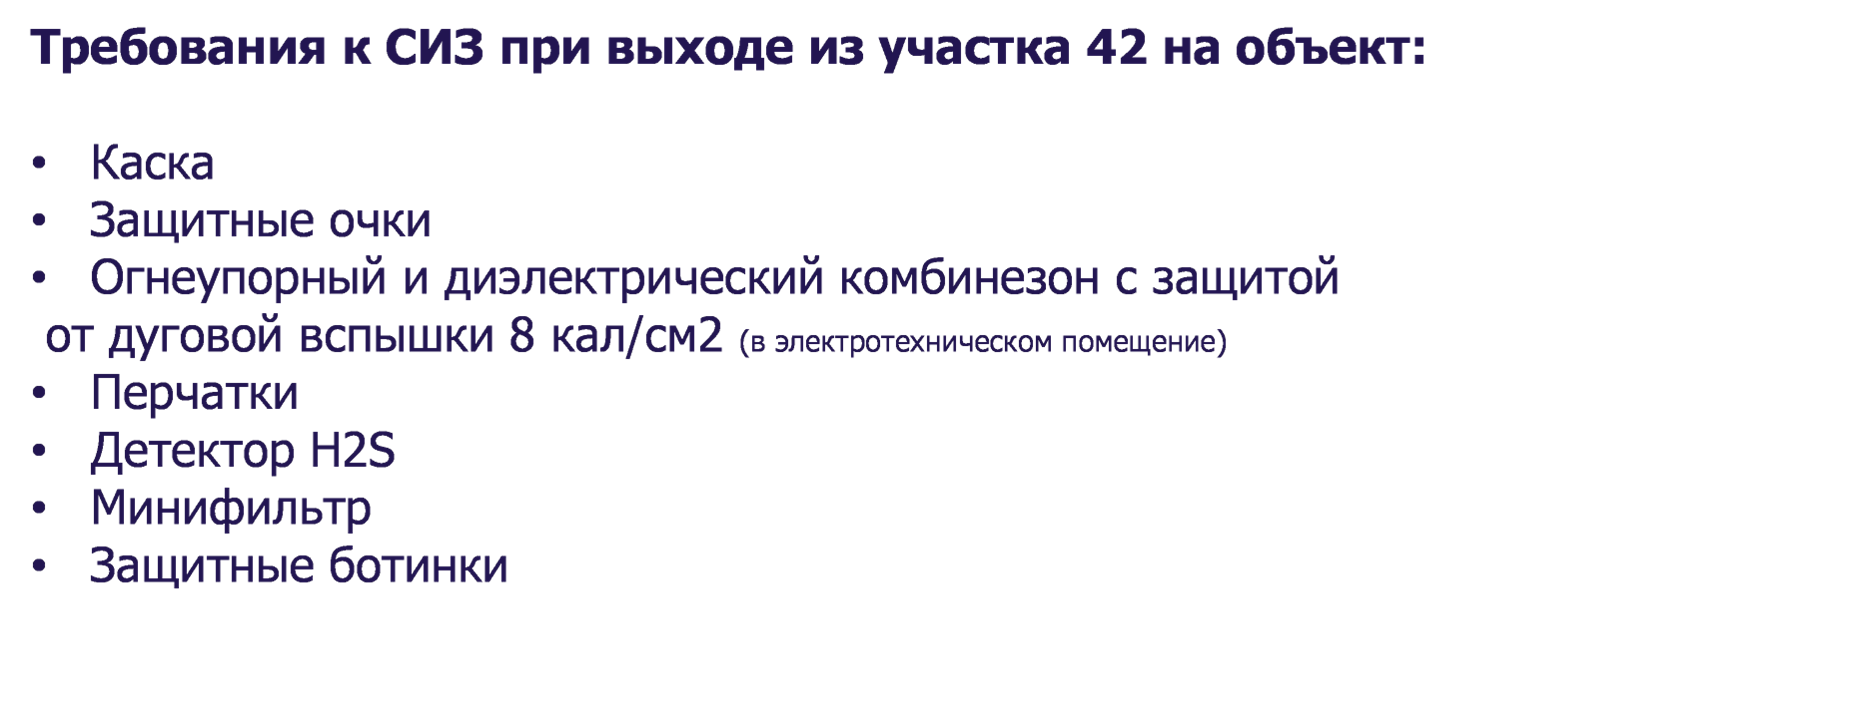 Требования к СИЗ при выходе из участка 42 на объект:
• Каска
• Защитные очки
• Огнеупорный и диэлектрический комбинезон с защитой
от дуговой вспышки 8 кал/см2 (в электротехническом помещение)
• Перчатки
• Детектор H2S
• Минифильтр
• Защитные ботинки